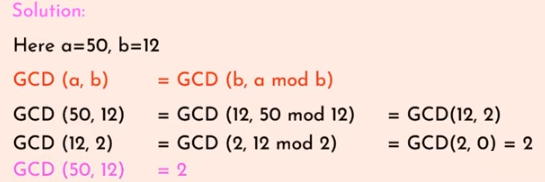 Solution:
Here a=50, b=12
GCD (a, b) = GCD (b, a mod b)
GCD (50, 12) = GCD (12, 50 mod 12) = GCD(12, 2)
GCD (12, 2) = GCD (2, 12 mod 2) = GCD(2, 0) = 2
GCD (50, 12) = 2